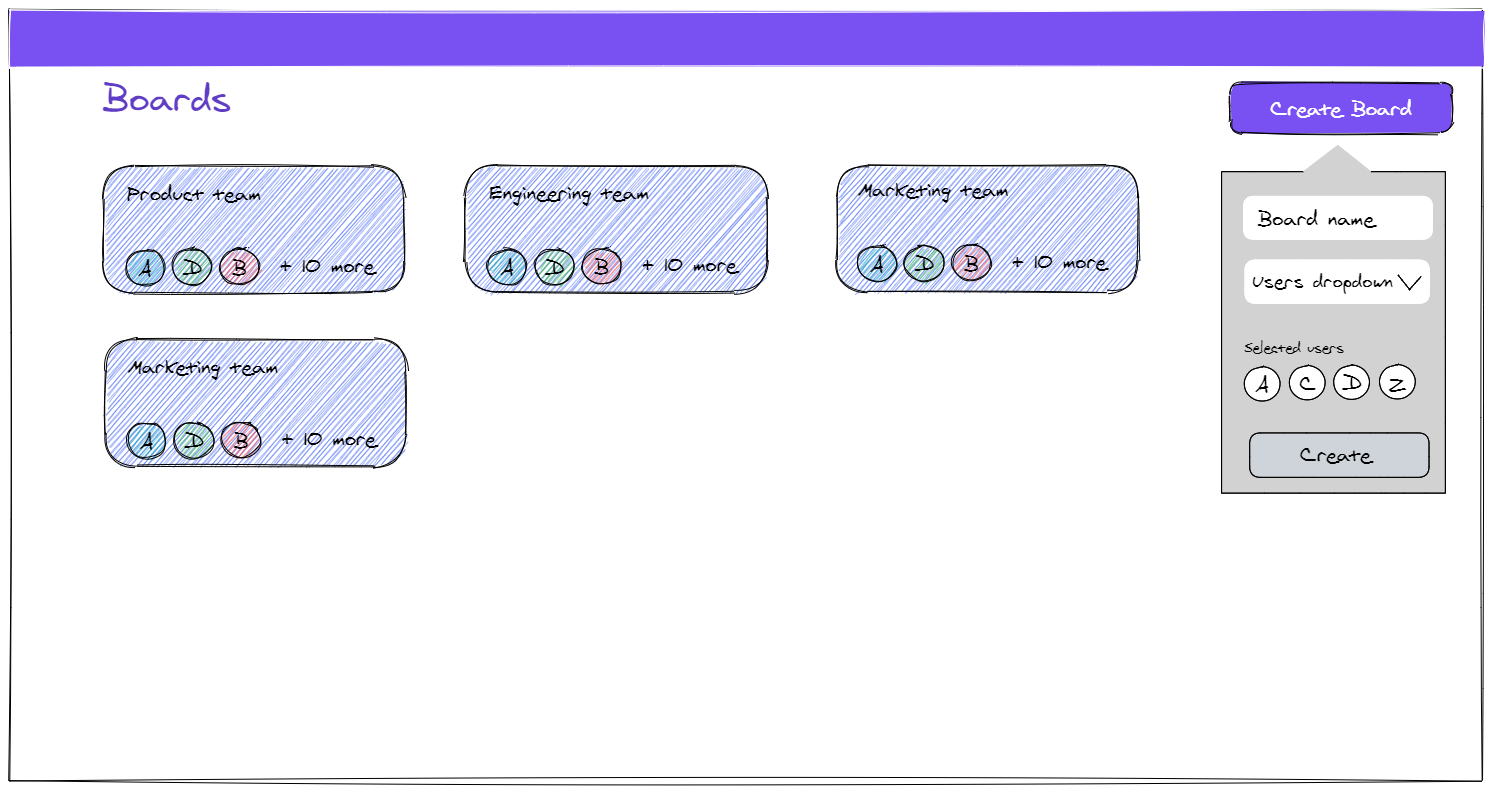 Boards
Create Board
Product team
A D B + 10 more
Engineering team
A D B + 10 more
Marketing team
A D B + 10 more
Marketing team
A D B + 10 more
Board name
Users dropdown
Selected users
A C D Z
Create